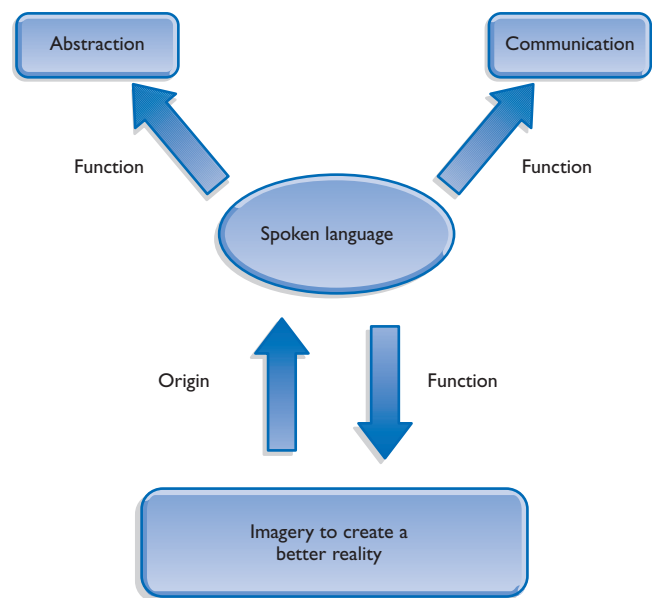 Abstraction
Communication
Function
Function
Spoken language
Origin
Function
Imagery to create a
better reality